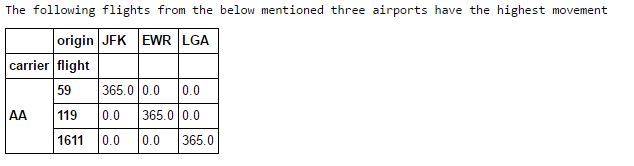 The following flights from the below mentioned three airports have the highest movement
origin JFK EWR LGA
carrier flight
59 365.0 0.0 0.0
AA 119 0.0 365.0 0.0
1611 0.0 0.0 365.0